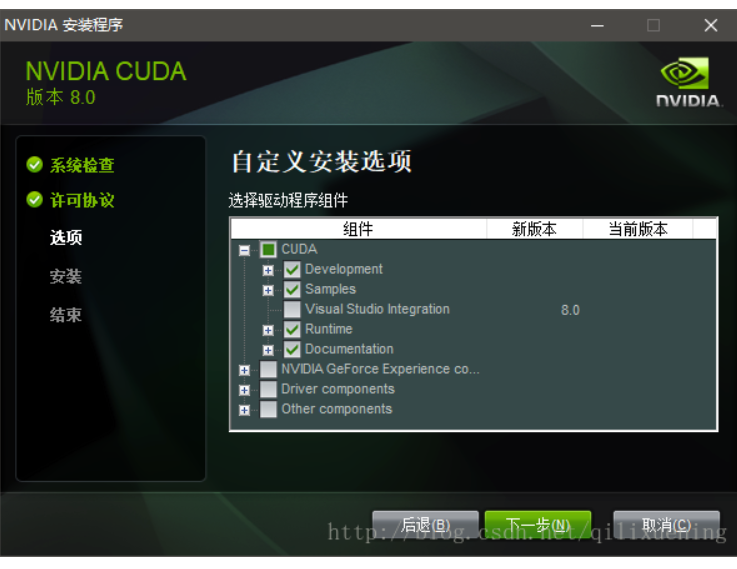 NVIDIA 安装程序
NVIDIA CUDA
版本 8.0
NVIDIA
系统检查
许可协议
选项
安装
结束
自定义安装选项
选择驱动程序组件
组件 新版本 当前版本
CUDA
Development
Samples
Visual Studio Integration 8.0
Runtime
Documentation
NVIDIA GeForce Experience co...
Driver components
Other components
后退(B) 下一步(N) 取消(C)
http://blog.csdn.net/qilixuening